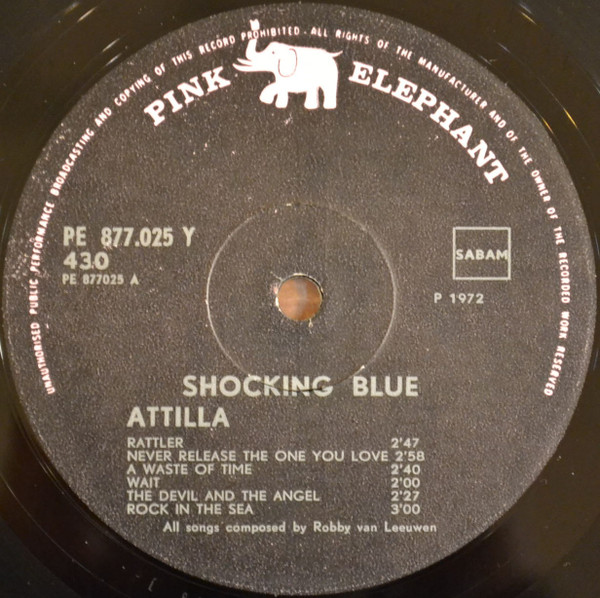 UNAUTHORISED PUBLIC PERFORMANCE BROADCASTING AND COPYING OF THIS RECORD PROHIBITED - ALL RIGHTS OF THE MANUFACTURER AND OF THE OWNER OF THE RECORDED WORK RESERVED
PINK ELEPHANT
PE 877.025 Y
430
PE 877025 A
SABAM
P 1972
SHOCKING BLUE
ATTILLA
RATTLER 2'47
NEVER RELEASE THE ONE YOU LOVE 2'58
A WASTE OF TIME 2'40
WAIT 2'00
THE DEVIL AND THE ANGEL 2'27
ROCK IN THE SEA 3'00
All songs composed by Robby van Leeuwen